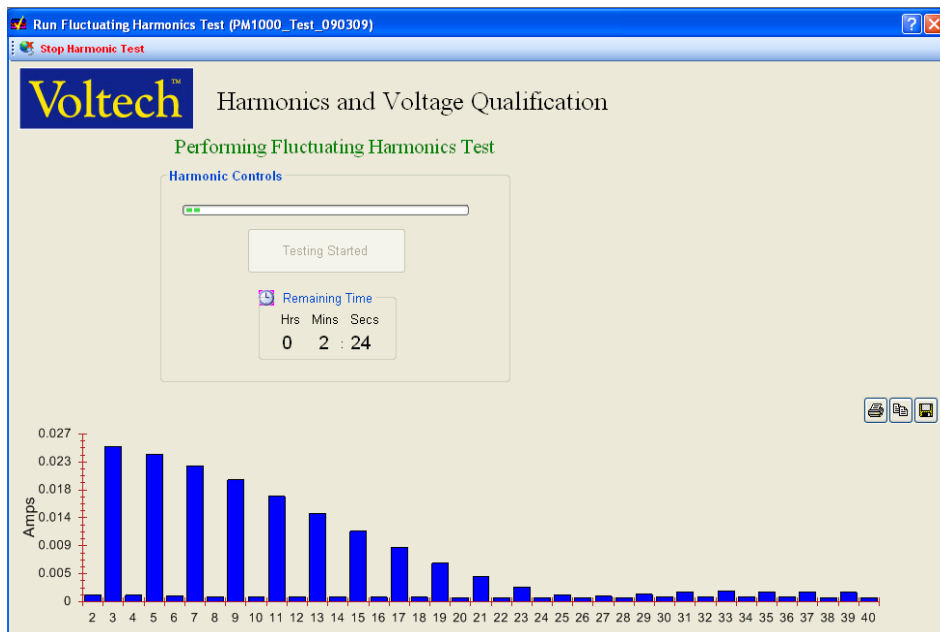 Run Fluctuating Harmonics Test (PM1000_Test_090309)
Stop Harmonic Test
Voltech™
Harmonics and Voltage Qualification
Performing Fluctuating Harmonics Test
Harmonic Controls
Testing Started
Remaining Time
Hrs Mins Secs
0 2 : 24
0.027
0.023
0.018
0.014
0.009
0.005
0
Amps
2 3 4 5 6 7 8 9 10 11 12 13 14 15 16 17 18 19 20 21 22 23 24 25 26 27 28 29 30 31 32 33 34 35 36 37 38 39 40